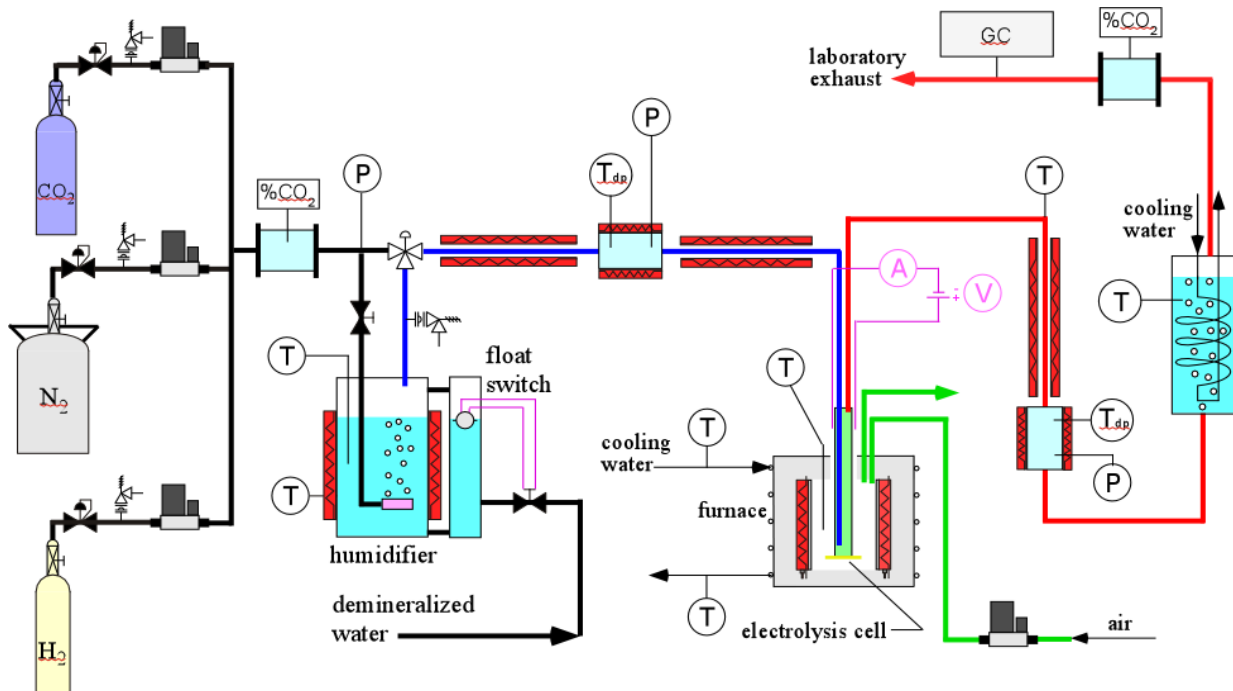 GC
%CO2
laboratory
exhaust
CO2
P
Tdp
P
%CO2
T
cooling
water
T
N2
A
- +
V
T
T
float
switch
T
cooling
water
T
Tdp
P
furnace
H2
humidifier
demineralized
water
T
electrolysis cell
air